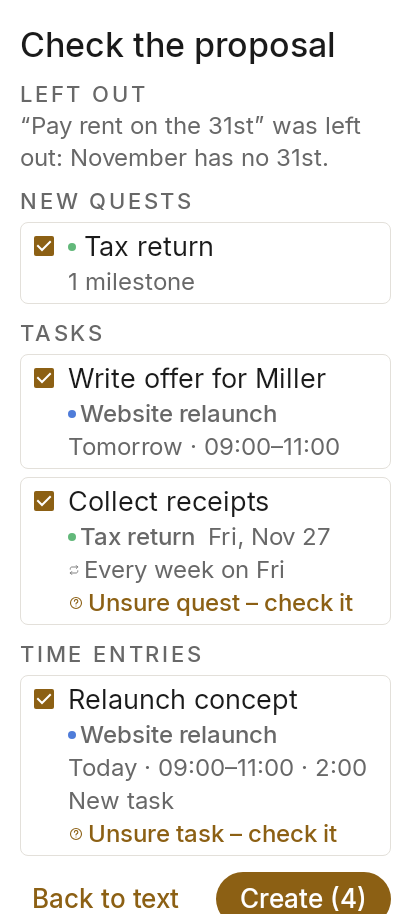 Check the proposal
LEFT OUT
“Pay rent on the 31st” was left
out: November has no 31st.
NEW QUESTS
Tax return
1 milestone
TASKS
Write offer for Miller
Website relaunch
Tomorrow · 09:00–11:00
Collect receipts
Tax return Fri, Nov 27
Every week on Fri
Unsure quest – check it
TIME ENTRIES
Relaunch concept
Website relaunch
Today · 09:00–11:00 · 2:00
New task
Unsure task – check it
Back to text Create (4)